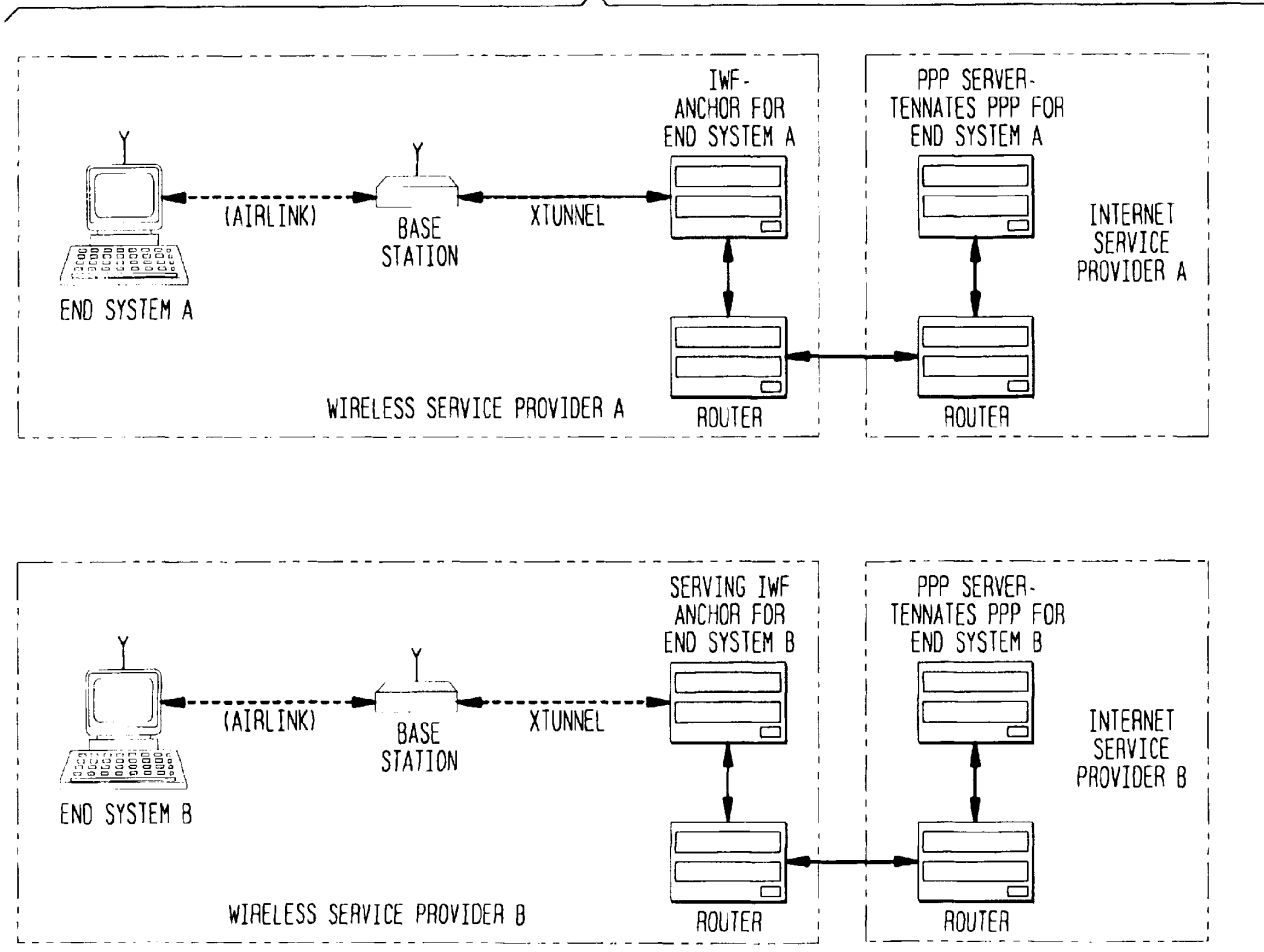 IWF-
ANCHOR FOR
END SYSTEM A
PPP SERVER-
TENNATES PPP FOR
END SYSTEM A
(AIRLINK)
BASE
STATION
XTUNNEL
INTERNET
SERVICE
PROVIDER A
END SYSTEM A
WIRELESS SERVICE PROVIDER A
ROUTER
ROUTER
SERVING IWF
ANCHOR FOR
END SYSTEM B
PPP SERVER-
TENNATES PPP FOR
END SYSTEM B
(AIRLINK)
BASE
STATION
XTUNNEL
INTERNET
SERVICE
PROVIDER B
END SYSTEM B
WIRELESS SERVICE PROVIDER B
ROUTER
ROUTER